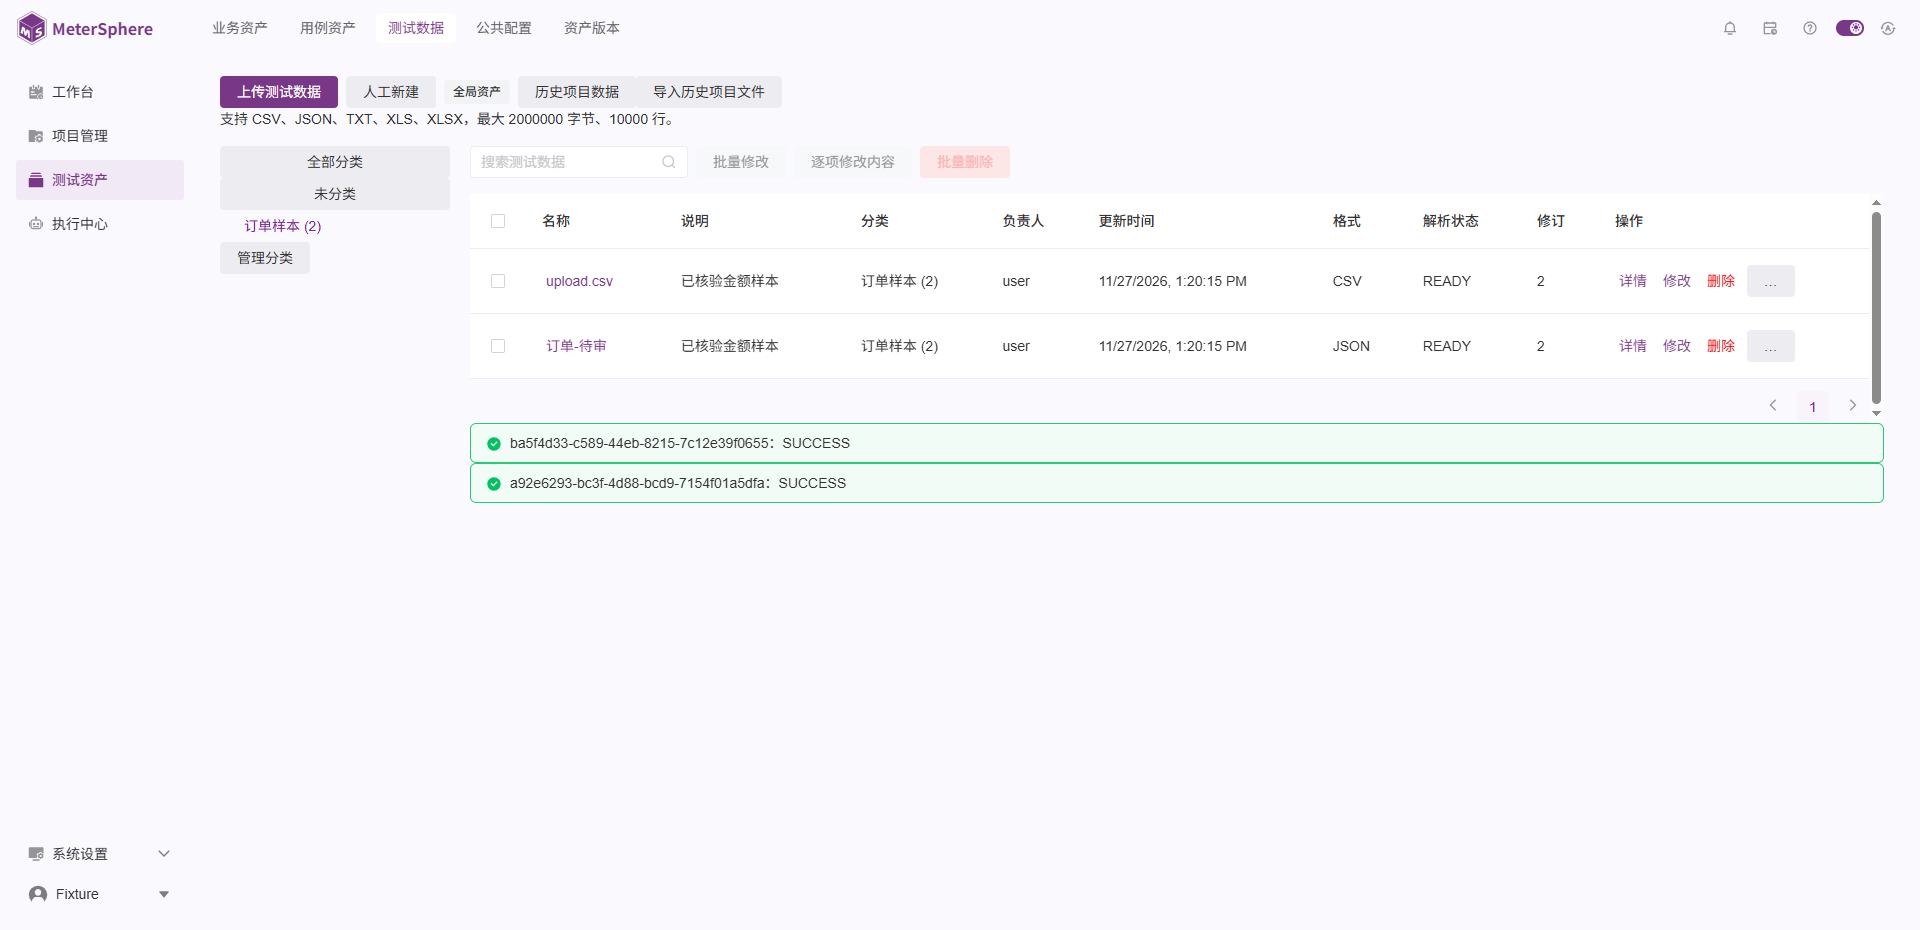 MeterSphere
业务资产 用例资产 测试数据 公共配置 资产版本
工作台
项目管理
测试资产
执行中心
上传测试数据 人工新建 全局资产 历史项目数据 导入历史项目文件
支持 CSV、JSON、TXT、XLS、XLSX，最大 2000000 字节、10000 行。
全部分类
未分类
订单样本 (2)
管理分类
搜索测试数据 批量修改 逐项修改内容 批量删除
名称 说明 分类 负责人 更新时间 格式 解析状态 修订 操作
upload.csv 已核验金额样本 订单样本 (2) user 11/27/2026, 1:20:15 PM CSV READY 2 详情 修改 删除 ...
订单-待审 已核验金额样本 订单样本 (2) user 11/27/2026, 1:20:15 PM JSON READY 2 详情 修改 删除 ...
1
ba5f4d33-c589-44eb-8215-7c12e39f0655：SUCCESS
a92e6293-bc3f-4d88-bcd9-7154f01a5dfa：SUCCESS
系统设置
Fixture